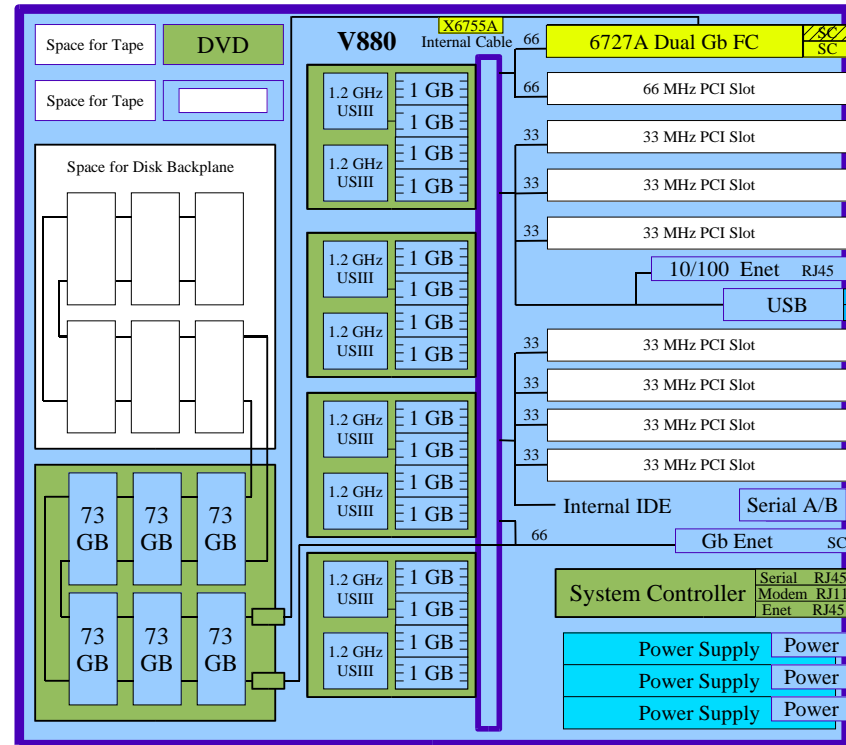 Space for Tape
DVD
Space for Tape
Space for Disk Backplane
73
GB
73
GB
73
GB
73
GB
73
GB
73
GB
V880
X6755A
Internal Cable
1.2 GHz
USIII
1.2 GHz
USIII
1 GB
1 GB
1 GB
1 GB
1.2 GHz
USIII
1.2 GHz
USIII
1 GB
1 GB
1 GB
1 GB
1.2 GHz
USIII
1.2 GHz
USIII
1 GB
1 GB
1 GB
1 GB
1.2 GHz
USIII
1.2 GHz
USIII
1 GB
1 GB
1 GB
1 GB
66
6727A Dual Gb FC
SC
SC
66
66 MHz PCI Slot
33
33 MHz PCI Slot
33
33 MHz PCI Slot
33
33 MHz PCI Slot
10/100 Enet RJ45
USB
33
33 MHz PCI Slot
33
33 MHz PCI Slot
33
33 MHz PCI Slot
33
33 MHz PCI Slot
Internal IDE
Serial A/B
66
Gb Enet SC
System Controller
Serial RJ45
Modem RJ11
Enet RJ45
Power Supply Power
Power Supply Power
Power Supply Power